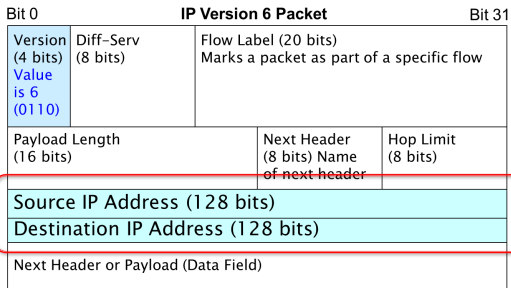 Bit 0 IP Version 6 Packet Bit 31
Version Diff-Serv Flow Label (20 bits)
(4 bits) (8 bits) Marks a packet as part of a specific flow
Value
is 6
(0110)
Payload Length Next Header Hop Limit
(16 bits) (8 bits) Name (8 bits)
of next header
Source IP Address (128 bits)
Destination IP Address (128 bits)
Next Header or Payload (Data Field)